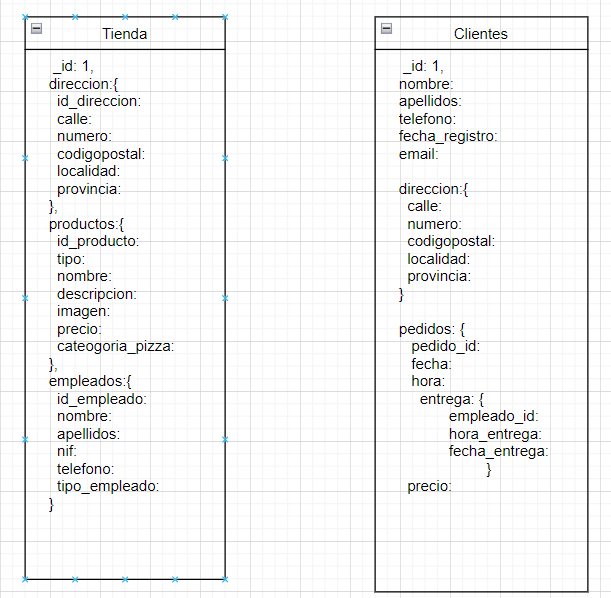 Tienda
_id: 1,
direccion:{
id_direccion:
calle:
numero:
codigopostal:
localidad:
provincia:
},
productos:{
id_producto:
tipo:
nombre:
descripcion:
imagen:
precio:
cateogoria_pizza:
},
empleados:{
id_empleado:
nombre:
apellidos:
nif:
telefono:
tipo_empleado:
}
Clientes
_id: 1,
nombre:
apellidos:
telefono:
fecha_registro:
email:
direccion:{
calle:
numero:
codigopostal:
localidad:
provincia:
}
pedidos: {
pedido_id:
fecha:
hora:
entrega: {
empleado_id:
hora_entrega:
fecha_entrega:
}
precio: